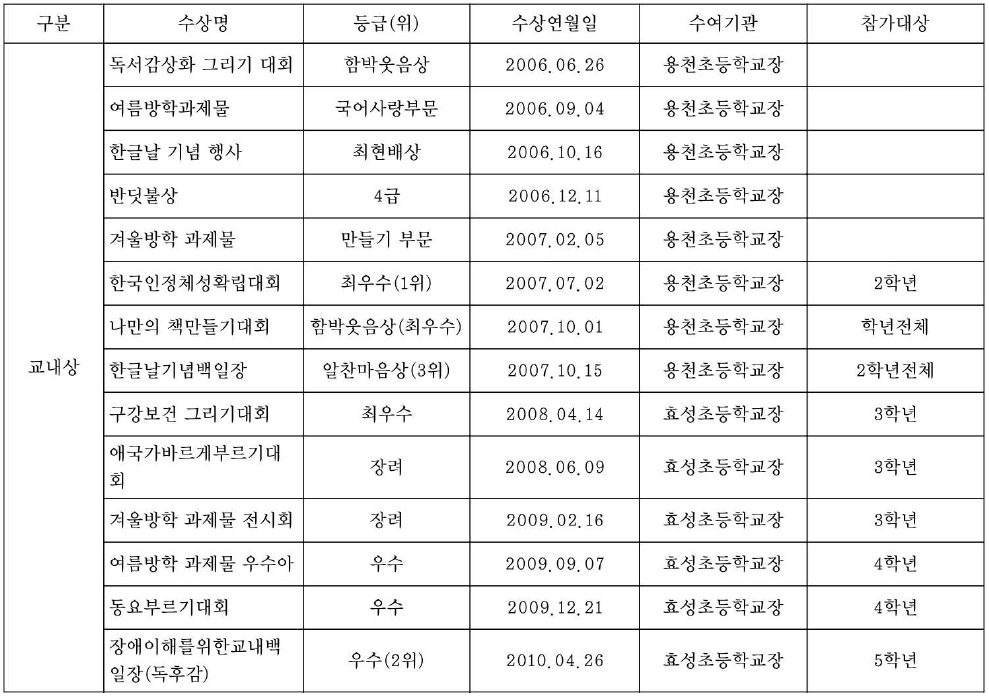 구분 수상명 등급(위) 수상연월일 수여기관 참가대상
교내상
독서감상화 그리기 대회 함박웃음상 2006.06.26 용천초등학교장
여름방학과제물 국어사랑부문 2006.09.04 용천초등학교장
한글날 기념 행사 최현배상 2006.10.16 용천초등학교장
반딧불상 4급 2006.12.11 용천초등학교장
겨울방학 과제물 만들기 부문 2007.02.05 용천초등학교장
한국인정체성확립대회 최우수(1위) 2007.07.02 용천초등학교장 2학년
나만의 책만들기대회 함박웃음상(최우수) 2007.10.01 용천초등학교장 학년전체
한글날기념백일장 알찬마음상(3위) 2007.10.15 용천초등학교장 2학년전체
구강보건 그리기대회 최우수 2008.04.14 효성초등학교장 3학년
애국가바르게부르기대
회 장려 2008.06.09 효성초등학교장 3학년
겨울방학 과제물 전시회 장려 2009.02.16 효성초등학교장 3학년
여름방학 과제물 우수아 우수 2009.09.07 효성초등학교장 4학년
동요부르기대회 우수 2009.12.21 효성초등학교장 4학년
장애이해를위한교내백
일장(독후감) 우수(2위) 2010.04.26 효성초등학교장 5학년